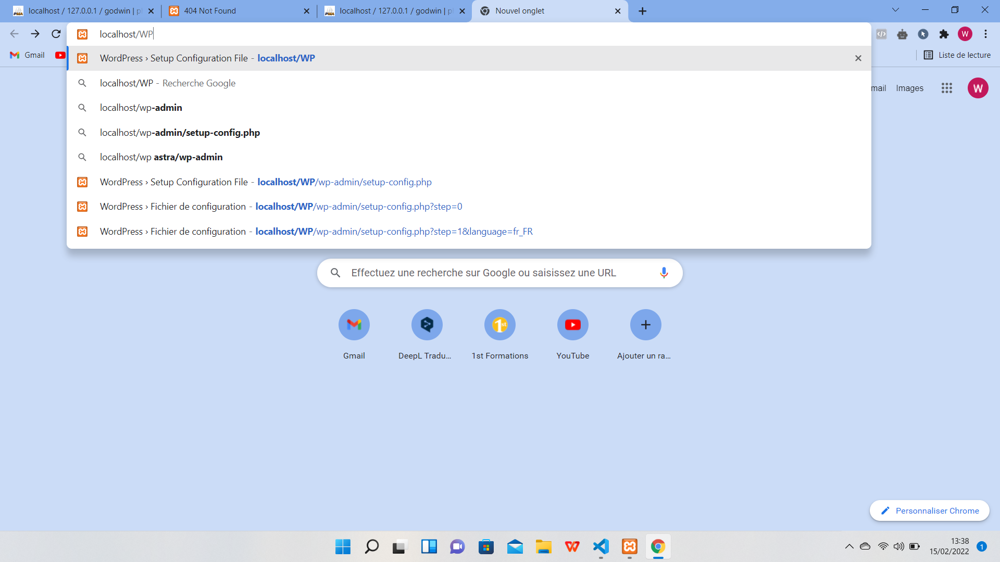 localhost / 127.0.0.1 / godwin | pl
404 Not Found
localhost / 127.0.0.1 / godwin | pl
Nouvel onglet
localhost/WP
W
Gmail
Liste de lecture
WordPress › Setup Configuration File - localhost/WP
localhost/WP - Recherche Google
localhost/wp-admin
localhost/wp-admin/setup-config.php
localhost/wp astra/wp-admin
WordPress › Setup Configuration File - localhost/WP/wp-admin/setup-config.php
WordPress › Fichier de configuration - localhost/WP/wp-admin/setup-config.php?step=0
WordPress › Fichier de configuration - localhost/WP/wp-admin/setup-config.php?step=1&language=fr_FR
mail
Images
W
Effectuez une recherche sur Google ou saisissez une URL
Gmail
DeepL Tradu...
1st Formations
YouTube
Ajouter un ra...
Personnaliser Chrome
13:38
15/02/2022
1